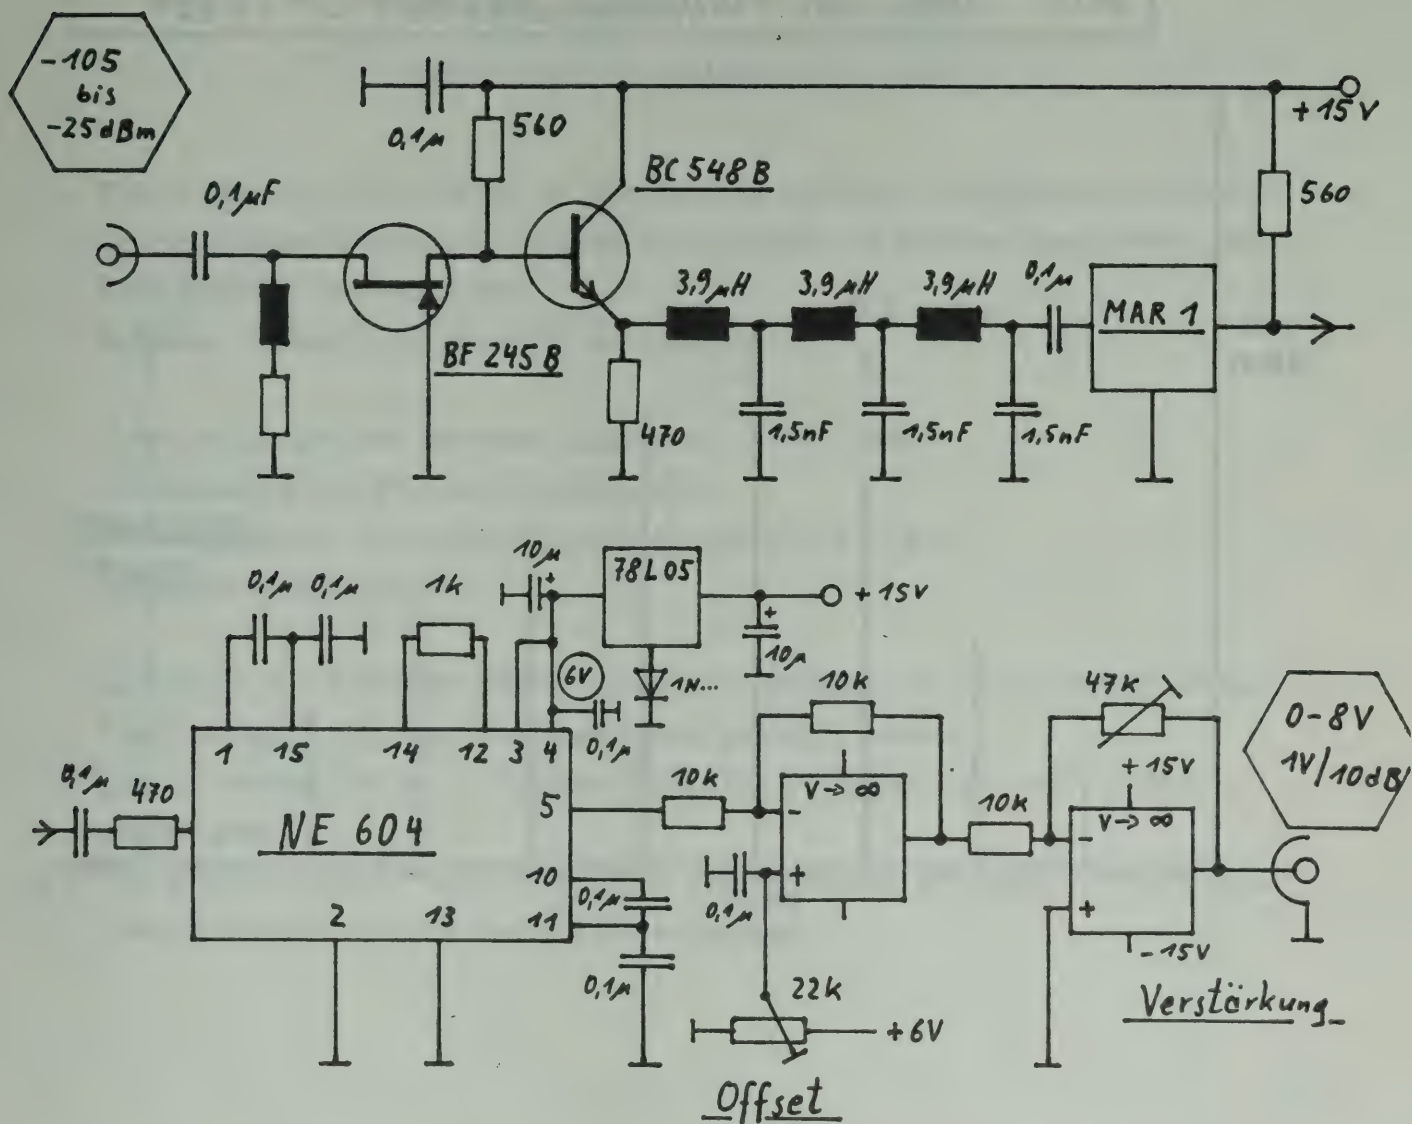 -105
bis
-25 dBm
0,1µ
560
BC 548 B
+15V
560
0,1µF
BF 245 B
3,9µH
3,9µH
3,9µH
0,1µ
MAR 1
470
1,5nF
1,5nF
1,5nF
10µ
+
78L05
+15V
+
10µ
0,1µ
0,1µ
1k
6V
1N...
0,1µ
10k
47k
0-8V
1V/10dB
1
15
14
12
3
4
0,1µ
470
NE 604
5
10
11
2
13
10k
V→∞
-
+
0,1µ
0,1µ
0,1µ
10k
+15V
V→∞
-
+
-15V
22k
+6V
Verstärkung
Offset